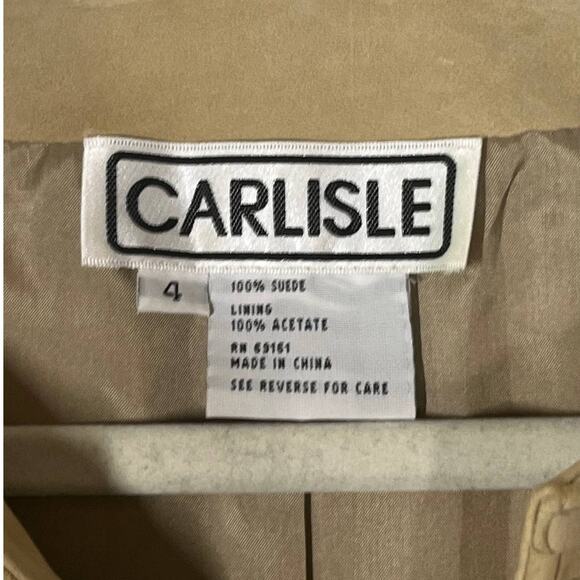 CARLISLE
4
100% SUEDE
LINING
100% ACETATE
RN 69161
MADE IN CHINA
SEE REVERSE FOR CARE